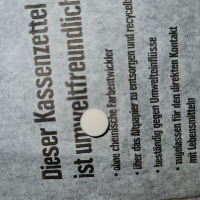 Dieser Kassenzettel
ist umweltfreundlich
• ohne chemische Farbentwickler
• über das Altpapier zu entsorgen und recycelb
• beständig gegen Umwelteinflüsse
• zugelassen für den direkten Kontakt
mit Lebensmitteln